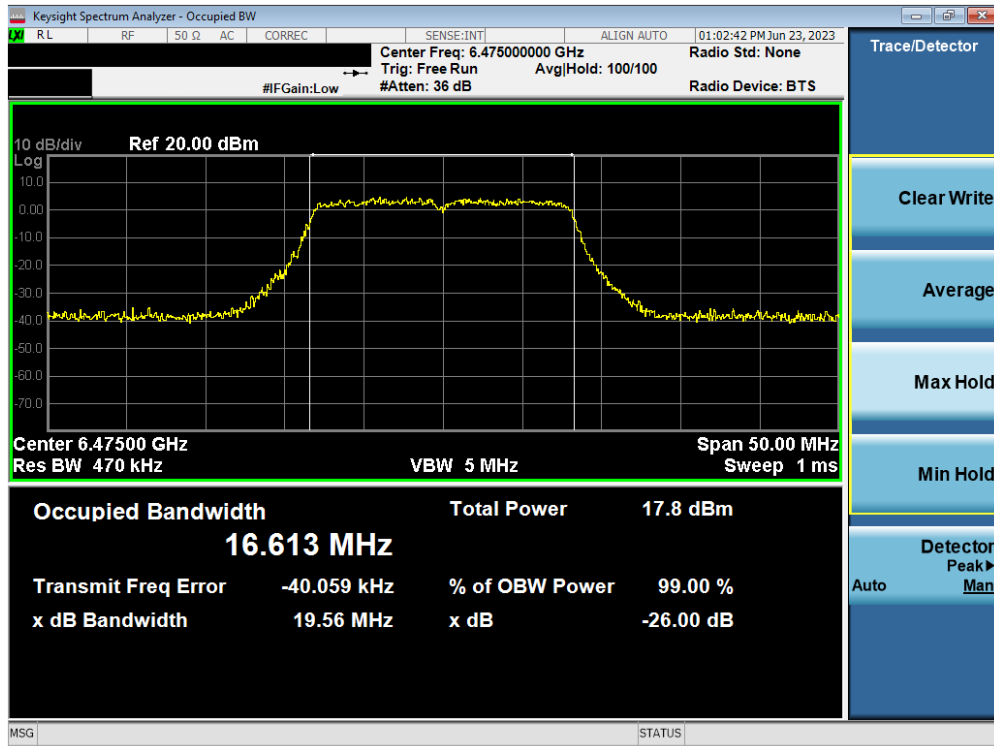 Keysight Spectrum Analyzer - Occupied BW
LXI RL RF 50 Ω AC CORREC SENSE:INT ALIGN AUTO 01:02:42 PM Jun 23, 2023
Center Freq: 6.475000000 GHz Radio Std: None
Trig: Free Run Avg|Hold: 100/100
#IFGain:Low #Atten: 36 dB Radio Device: BTS
Trace/Detector
10 dB/div Ref 20.00 dBm
Log
10.0
0.00
-10.0
-20.0
-30.0
-40.0
-50.0
-60.0
-70.0
Center 6.47500 GHz Span 50.00 MHz
Res BW 470 kHz VBW 5 MHz Sweep 1 ms
Clear Write
Average
Max Hold
Min Hold
Detector
Peak▶
Auto Man
Occupied Bandwidth Total Power 17.8 dBm
16.613 MHz
Transmit Freq Error -40.059 kHz % of OBW Power 99.00 %
x dB Bandwidth 19.56 MHz x dB -26.00 dB
MSG STATUS